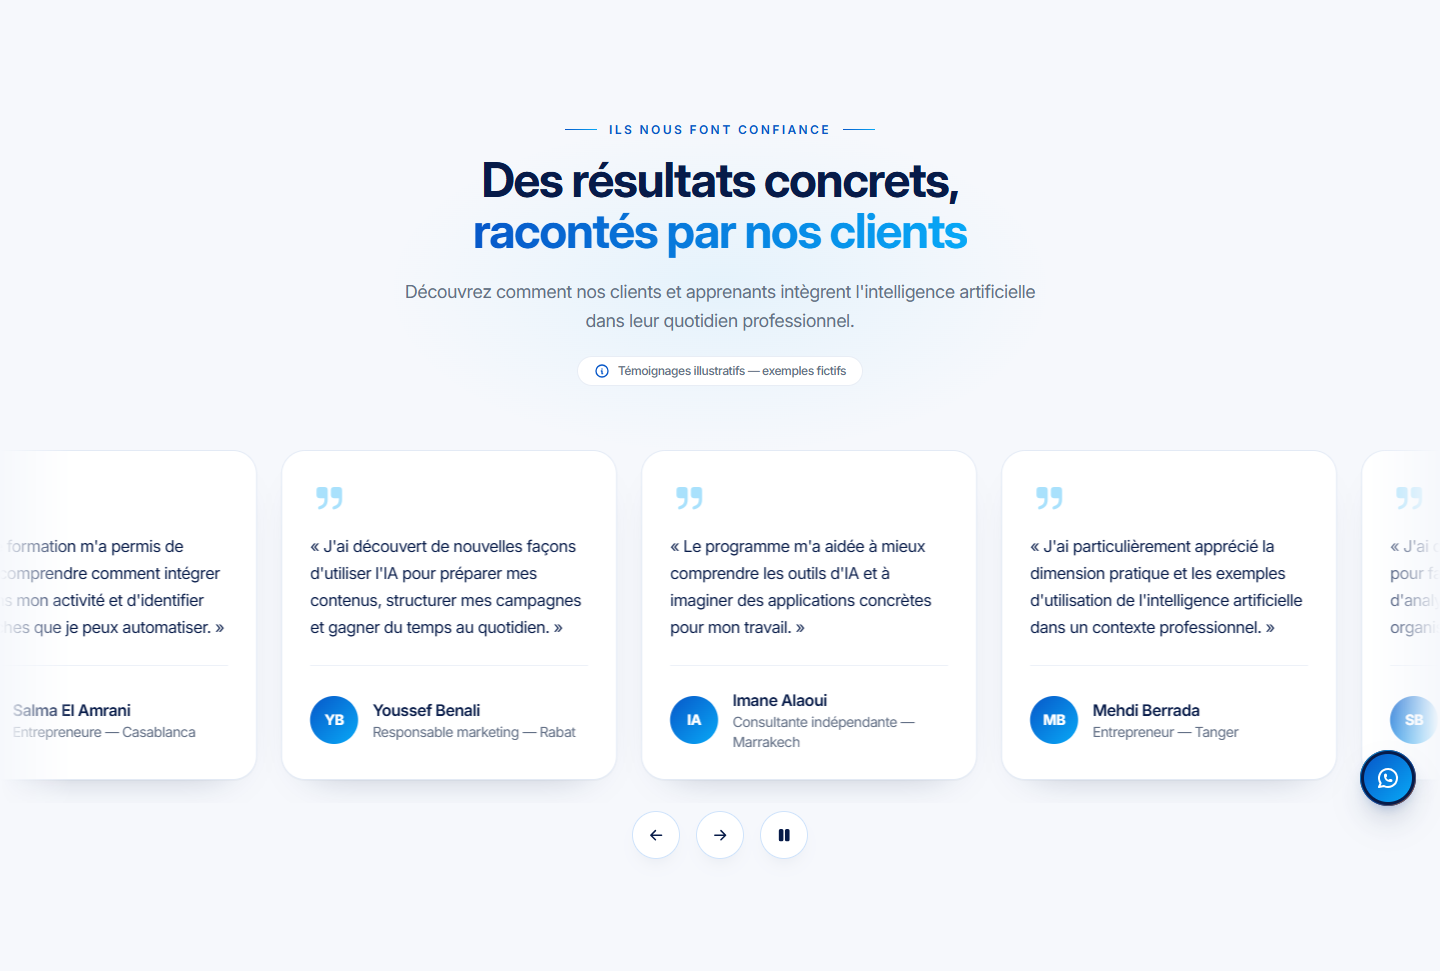 ILS NOUS FONT CONFIANCE
Des résultats concrets,
racontés par nos clients
Découvrez comment nos clients et apprenants intègrent l'intelligence artificielle
dans leur quotidien professionnel.
Témoignages illustratifs — exemples fictifs
formation m'a permis de
comprendre comment intégrer
mon activité et d'identifier
que je peux automatiser. »
Salma El Amrani
Entrepreneure — Casablanca
« J'ai découvert de nouvelles façons
d'utiliser l'IA pour préparer mes
contenus, structurer mes campagnes
et gagner du temps au quotidien. »
YB
Youssef Benali
Responsable marketing — Rabat
« Le programme m'a aidée à mieux
comprendre les outils d'IA et à
imaginer des applications concrètes
pour mon travail. »
IA
Imane Alaoui
Consultante indépendante —
Marrakech
« J'ai particulièrement apprécié la
dimension pratique et les exemples
d'utilisation de l'intelligence artificielle
dans un contexte professionnel. »
MB
Mehdi Berrada
Entrepreneur — Tanger
« J'ai
pour
SB